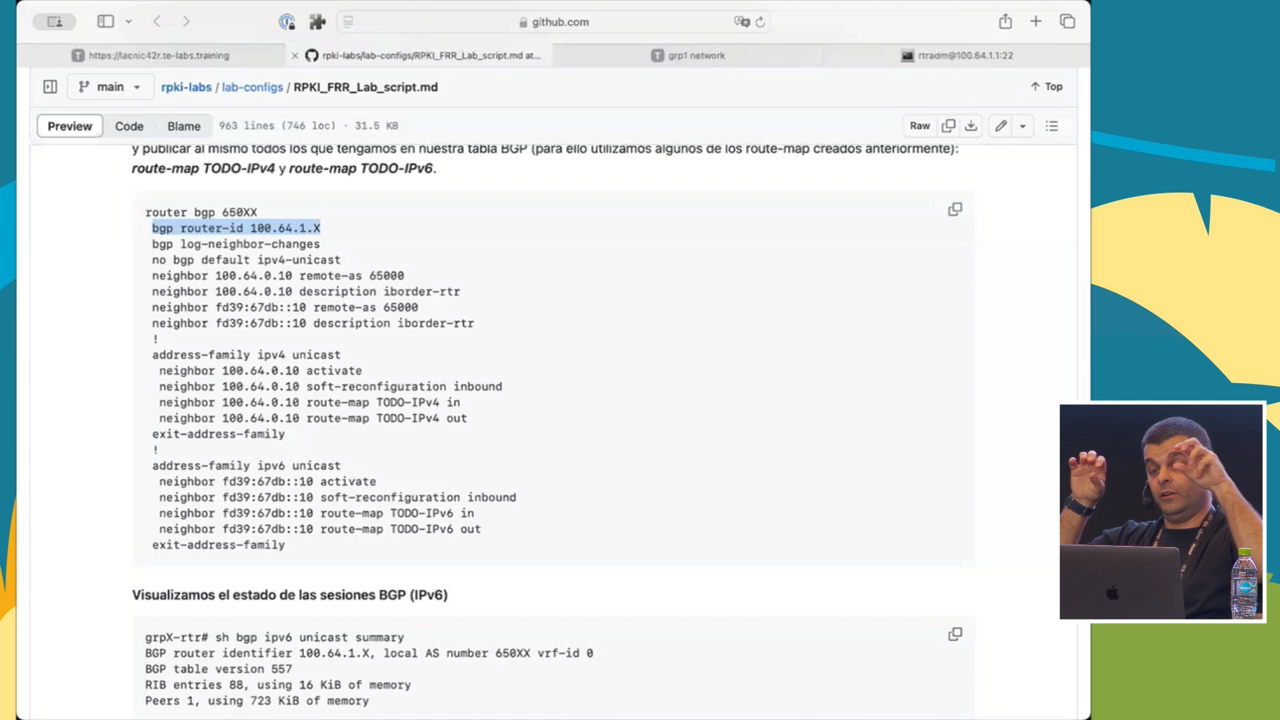 github.com
https://lacnic42r.te-labs.training
rpki-labs/lab-configs/RPKI_FRR_Lab_script.md at...
grp1 network
rtradm@100.64.1.1:22
main
rpki-labs / lab-configs / RPKI_FRR_Lab_script.md
Top
Preview Code Blame 963 lines (746 loc) · 31.5 KB
Raw
y publicar al mismo todos los que tengamos en nuestra tabla BGP (para ello utilizamos algunos de los route-map creados anteriormente):
route-map TODO-IPv4 y route-map TODO-IPv6.
router bgp 650XX
bgp router-id 100.64.1.X
bgp log-neighbor-changes
no bgp default ipv4-unicast
neighbor 100.64.0.10 remote-as 65000
neighbor 100.64.0.10 description iborder-rtr
neighbor fd39:67db::10 remote-as 65000
neighbor fd39:67db::10 description iborder-rtr
!
address-family ipv4 unicast
neighbor 100.64.0.10 activate
neighbor 100.64.0.10 soft-reconfiguration inbound
neighbor 100.64.0.10 route-map TODO-IPv4 in
neighbor 100.64.0.10 route-map TODO-IPv4 out
exit-address-family
!
address-family ipv6 unicast
neighbor fd39:67db::10 activate
neighbor fd39:67db::10 soft-reconfiguration inbound
neighbor fd39:67db::10 route-map TODO-IPv6 in
neighbor fd39:67db::10 route-map TODO-IPv6 out
exit-address-family
Visualizamos el estado de las sesiones BGP (IPv6)
grpX-rtr# sh bgp ipv6 unicast summary
BGP router identifier 100.64.1.X, local AS number 650XX vrf-id 0
BGP table version 557
RIB entries 88, using 16 KiB of memory
Peers 1, using 723 KiB of memory